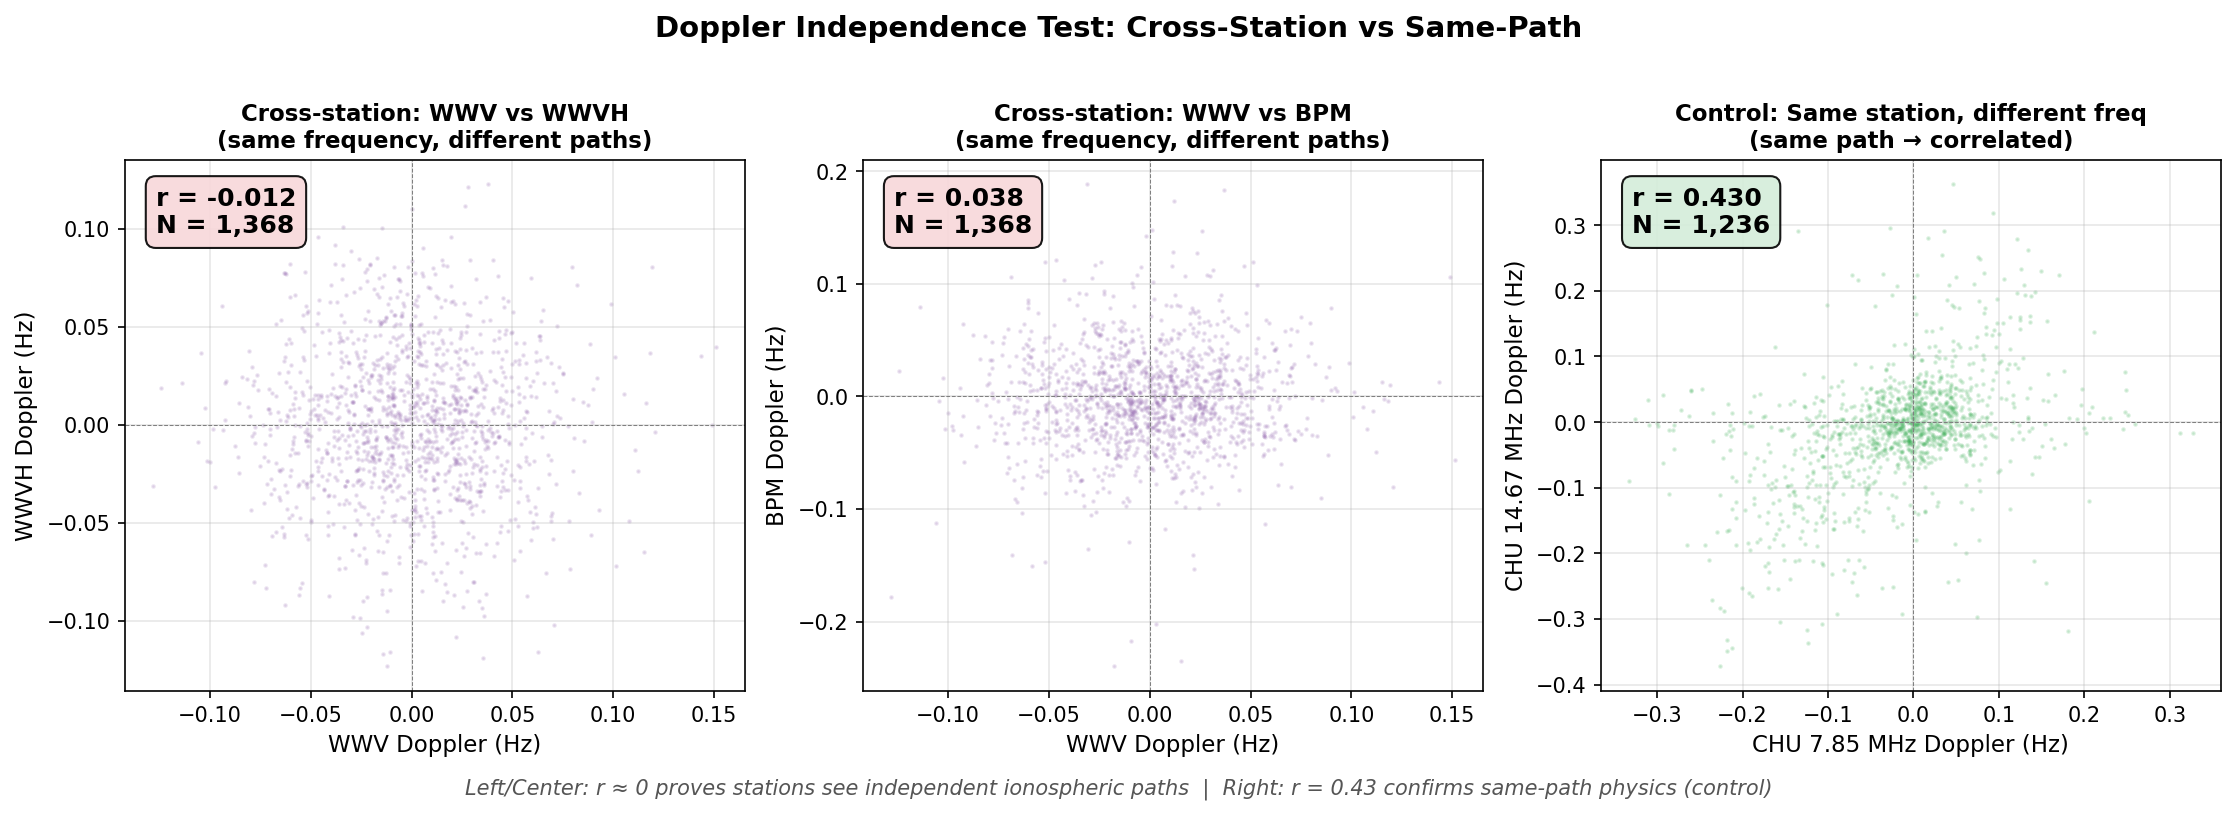 Doppler Independence Test: Cross-Station vs Same-Path
Cross-station: WWV vs WWVH
(same frequency, different paths)
r = -0.012
N = 1,368
WWVH Doppler (Hz)
0.10
0.05
0.00
−0.05
−0.10
−0.10
−0.05
0.00
0.05
0.10
0.15
WWV Doppler (Hz)
Cross-station: WWV vs BPM
(same frequency, different paths)
r = 0.038
N = 1,368
BPM Doppler (Hz)
0.2
0.1
0.0
−0.1
−0.2
−0.10
−0.05
0.00
0.05
0.10
0.15
WWV Doppler (Hz)
Control: Same station, different freq
(same path → correlated)
r = 0.430
N = 1,236
CHU 14.67 MHz Doppler (Hz)
0.3
0.2
0.1
0.0
−0.1
−0.2
−0.3
−0.4
−0.3
−0.2
−0.1
0.0
0.1
0.2
0.3
CHU 7.85 MHz Doppler (Hz)
Left/Center: r ≈ 0 proves stations see independent ionospheric paths | Right: r = 0.43 confirms same-path physics (control)